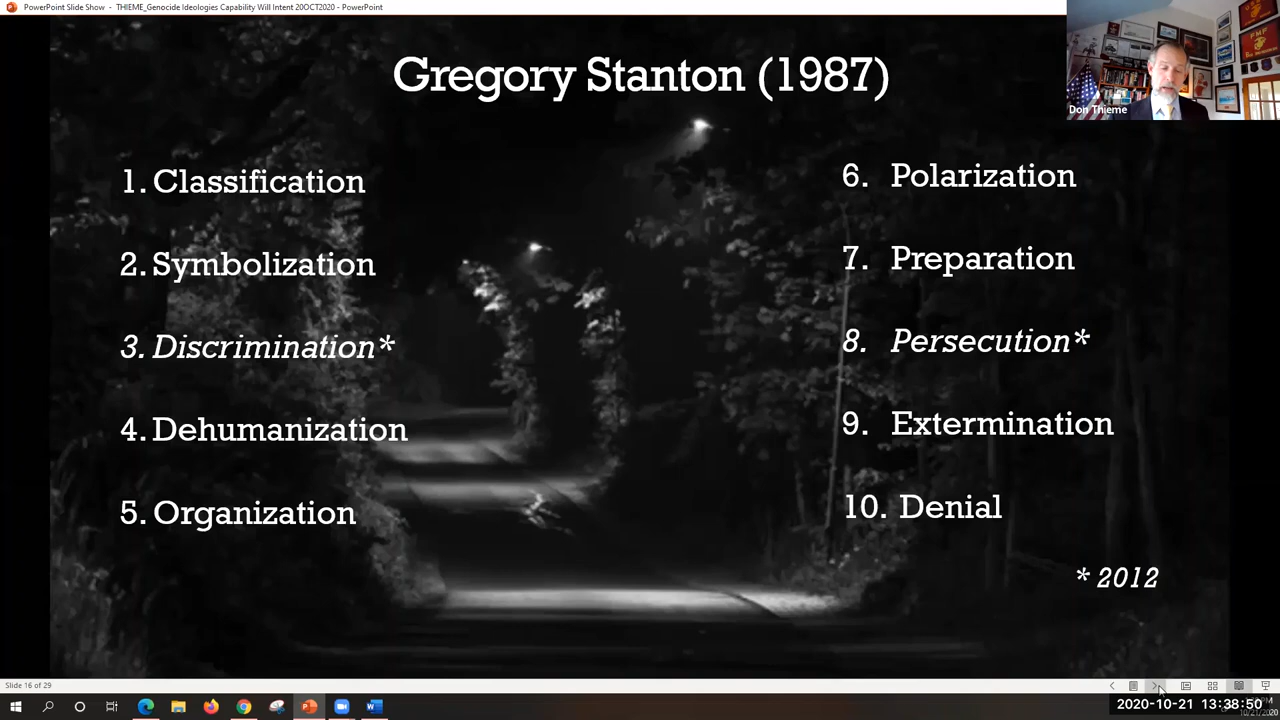 PowerPoint Slide Show - THIEME_Genocide Ideologies Capability Will Intent 20OCT2020 - PowerPoint
Don Thieme
Gregory Stanton (1987)
1. Classification
2. Symbolization
3. Discrimination*
4. Dehumanization
5. Organization
6. Polarization
7. Preparation
8. Persecution*
9. Extermination
10. Denial
* 2012
Slide 16 of 29
2020-10-21 13:38:50